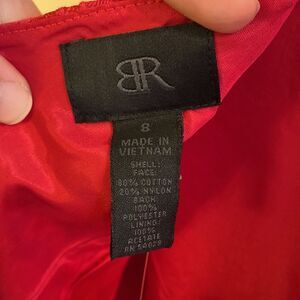 BR
8
MADE IN
VIETNAM
SHELL:
FACE:
80% COTTON
20% NYLON
BACK
100%
POLYESTER
LINING:
100%
ACETATE
RN 54023